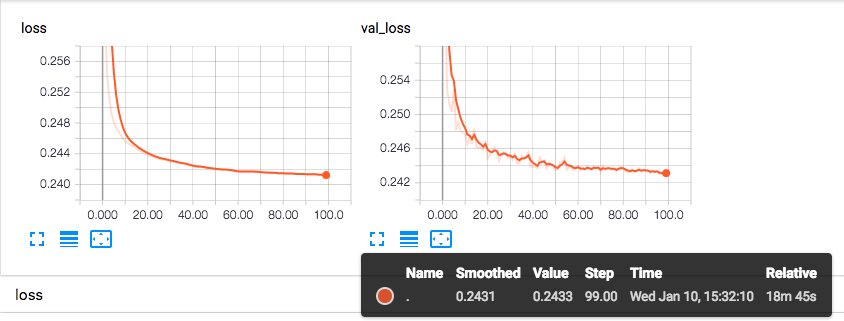 loss val_loss
0.256
0.252
0.248
0.244
0.240
0.000 20.00 40.00 60.00 80.00 100.0
0.254
0.250
0.246
0.242
0.000 20.00 40.00 60.00 80.00 100.0
Name Smoothed Value Step Time Relative
. 0.2431 0.2433 99.00 Wed Jan 10, 15:32:10 18m 45s
loss